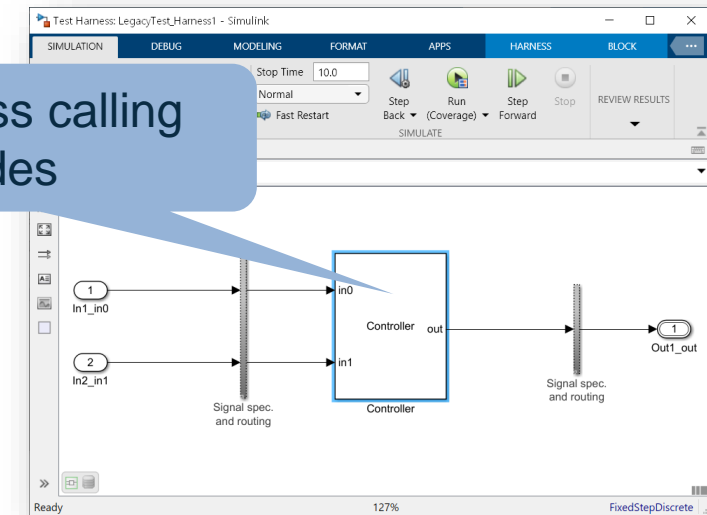 Test Harness: LegacyTest_Harness1 - Simulink
SIMULATION DEBUG MODELING FORMAT APPS HARNESS BLOCK
Stop Time 10.0
Normal
Fast Restart
Step Back
Run (Coverage)
Step Forward
Stop
REVIEW RESULTS
SIMULATE
calling
1
In1_in0
2
In2_in1
Signal spec.
and routing
in0
in1
Controller
out
Controller
Signal spec.
and routing
1
Out1_out
Ready 127% FixedStepDiscrete